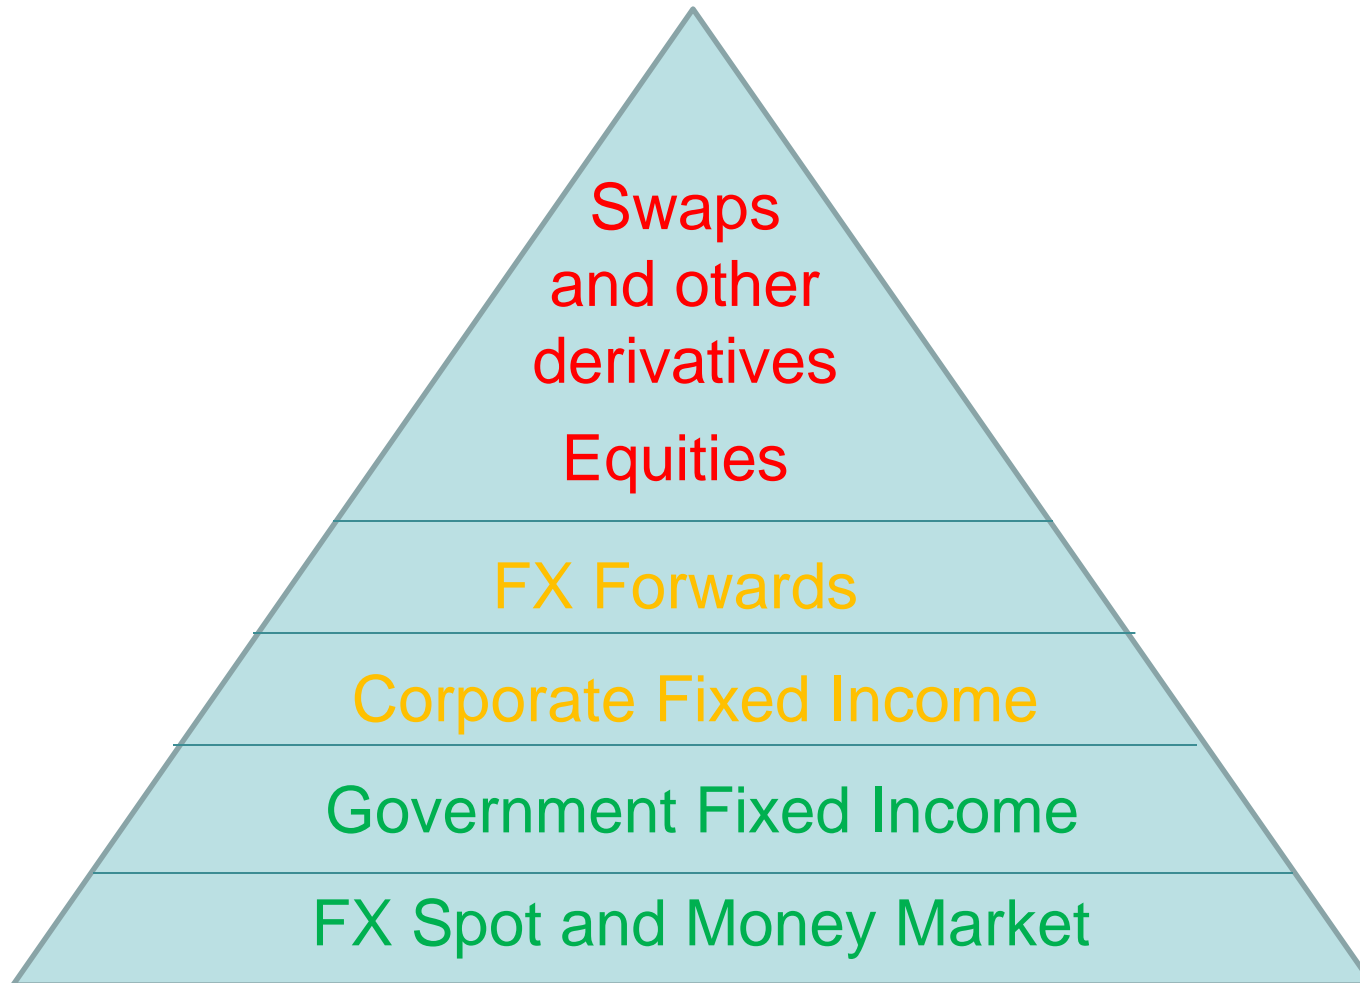 Swaps
and other
derivatives
Equities
FX Forwards
Corporate Fixed Income
Government Fixed Income
FX Spot and Money Market